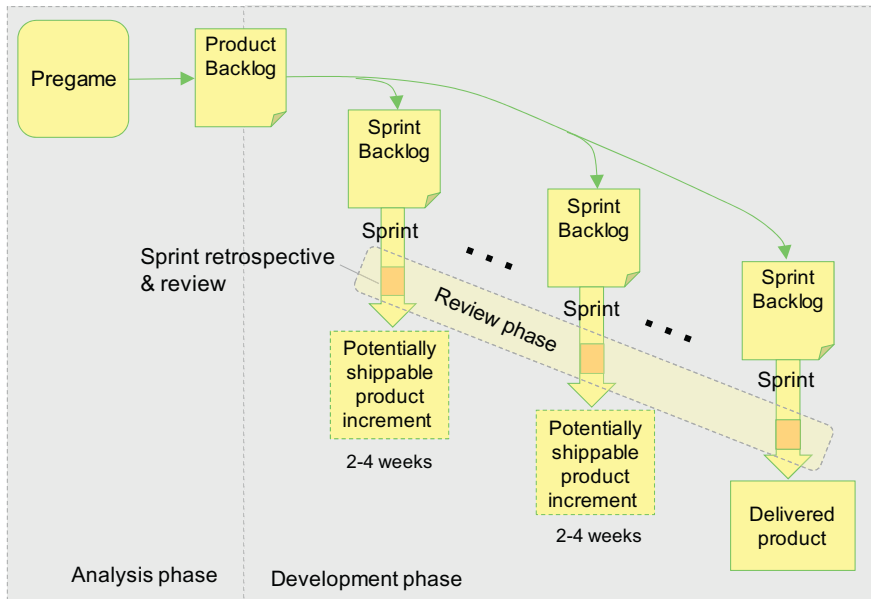 Pregame
Product
Backlog
Sprint
Backlog
Sprint
Sprint retrospective
& review
Potentially
shippable
product
increment
2-4 weeks
Review phase
Sprint
Backlog
Sprint
Potentially
shippable
product
increment
2-4 weeks
Sprint
Backlog
Sprint
Delivered
product
Analysis phase
Development phase